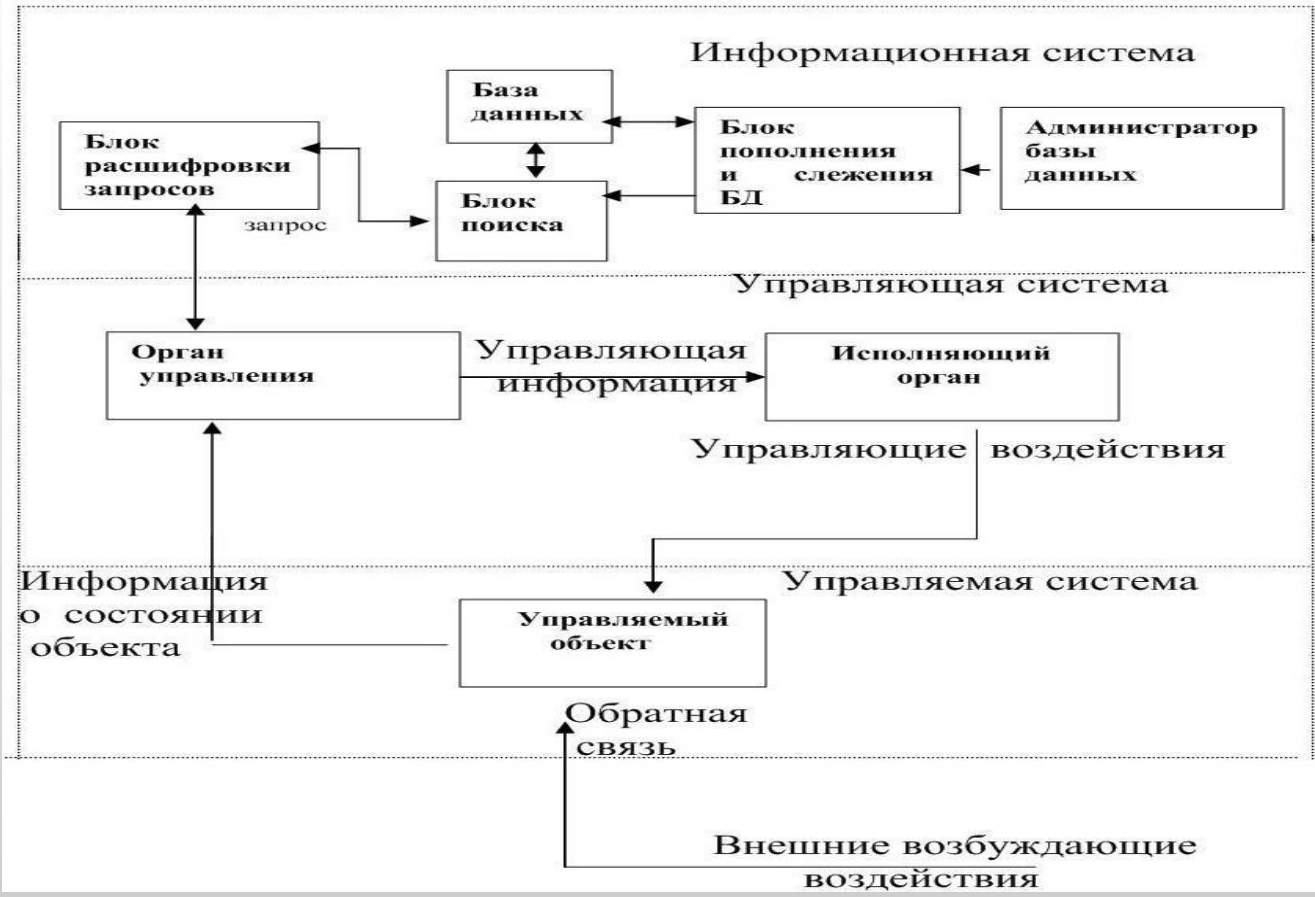 Информационная система
База
данных
Блок
расшифровки
запросов
Блок
пополнения
и слежения
БД
Администратор
базы
данных
Блок
поиска
запрос
Управляющая система
Орган
управления
Управляющая
информация
Исполняющий
орган
Управляющие воздействия
Информация
о состоянии
объекта
Управляемая система
Управляемый
объект
Обратная
связь
Внешние возбуждающие
воздействия